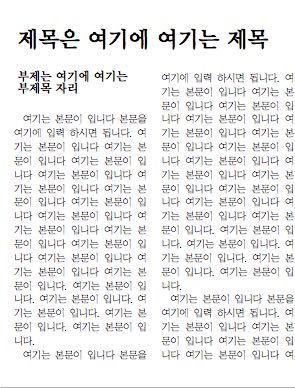 제목은 여기에 여기는 제목
부제는 여기에 여기는
부제목 자리
여기는 본문이 입니다 본문을
여기에 입력 하시면 됩니다. 여
기는 본문이 입니다 여기는 본
문이 입니다 여기는 본문이 입
니다 여기는 본문이 입니다 여
기는 본문이 입니다 여기는 본
문이 입니다 여기는 본문이 입
니다 여기는 본문이 입니다 여
기는 본문이 입니다 여기는 본
문이 입니다 여기는 본문이 입
니다. 여기는 본문이 입니다. 여
기는 본문이 입니다. 여기는 본
문이 입니다. 여기는 본문이 입
니다. 여기는 본문이 입니다. 여
기는 본문이 입니다. 여기는 본
문이 입니다. 여기는 본문이 입
니다.
여기는 본문이 입니다 본문을
여기에 입력 하시면 됩니다. 여
기는 본문이 입니다 여기는 본
문이 입니다 여기는 본문이 입
니다 여기는 본문이 입니다 여
기는 본문이 입니다 여기는 본
문이 입니다 여기는 본문이 입
니다 여기는 본문이 입니다 여
기는 본문이 입니다 여기는 본
문이 입니다 여기는 본문이 입
니다 여기는 본문이 입니다 여
기는 본문이 입니다. 여기는 본
문이 입니다. 여기는 본문이 입
니다. 여기는 본문이 입니다. 여
기는 본문이 입니다. 여기는 본
문이 입니다. 여기는 본문이 입
니다.
여기는 본문이 입니다 본문을
여기에 입력 하시면 됩니다. 여
기는 본문이 입니다 여기는 본
문이 입니다 여기는 본문이 입
니다 여기는 본문이 입니다 여